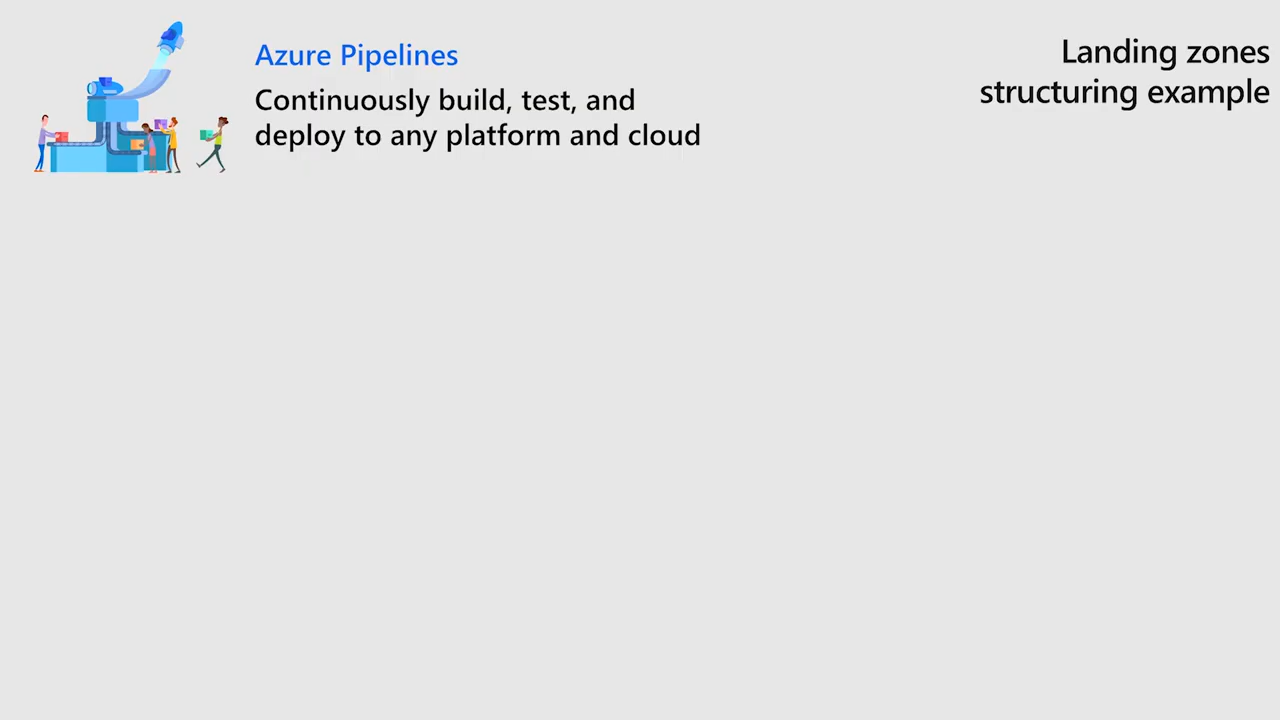 Azure Pipelines
Continuously build, test, and
deploy to any platform and cloud
Landing zones
structuring example